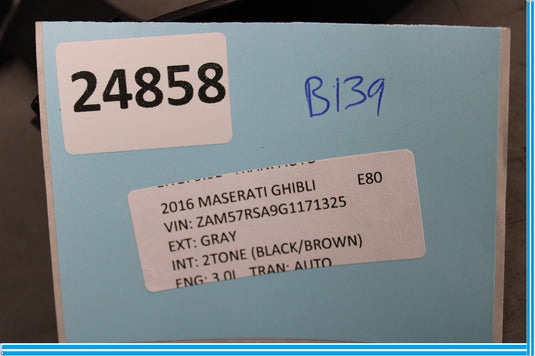 24858
B139
2016 MASERATI GHIBLI E80
VIN: ZAM57RSA9G1171325
EXT: GRAY
INT: 2TONE (BLACK/BROWN)
ENG: 3.0L TRAN: AUTO